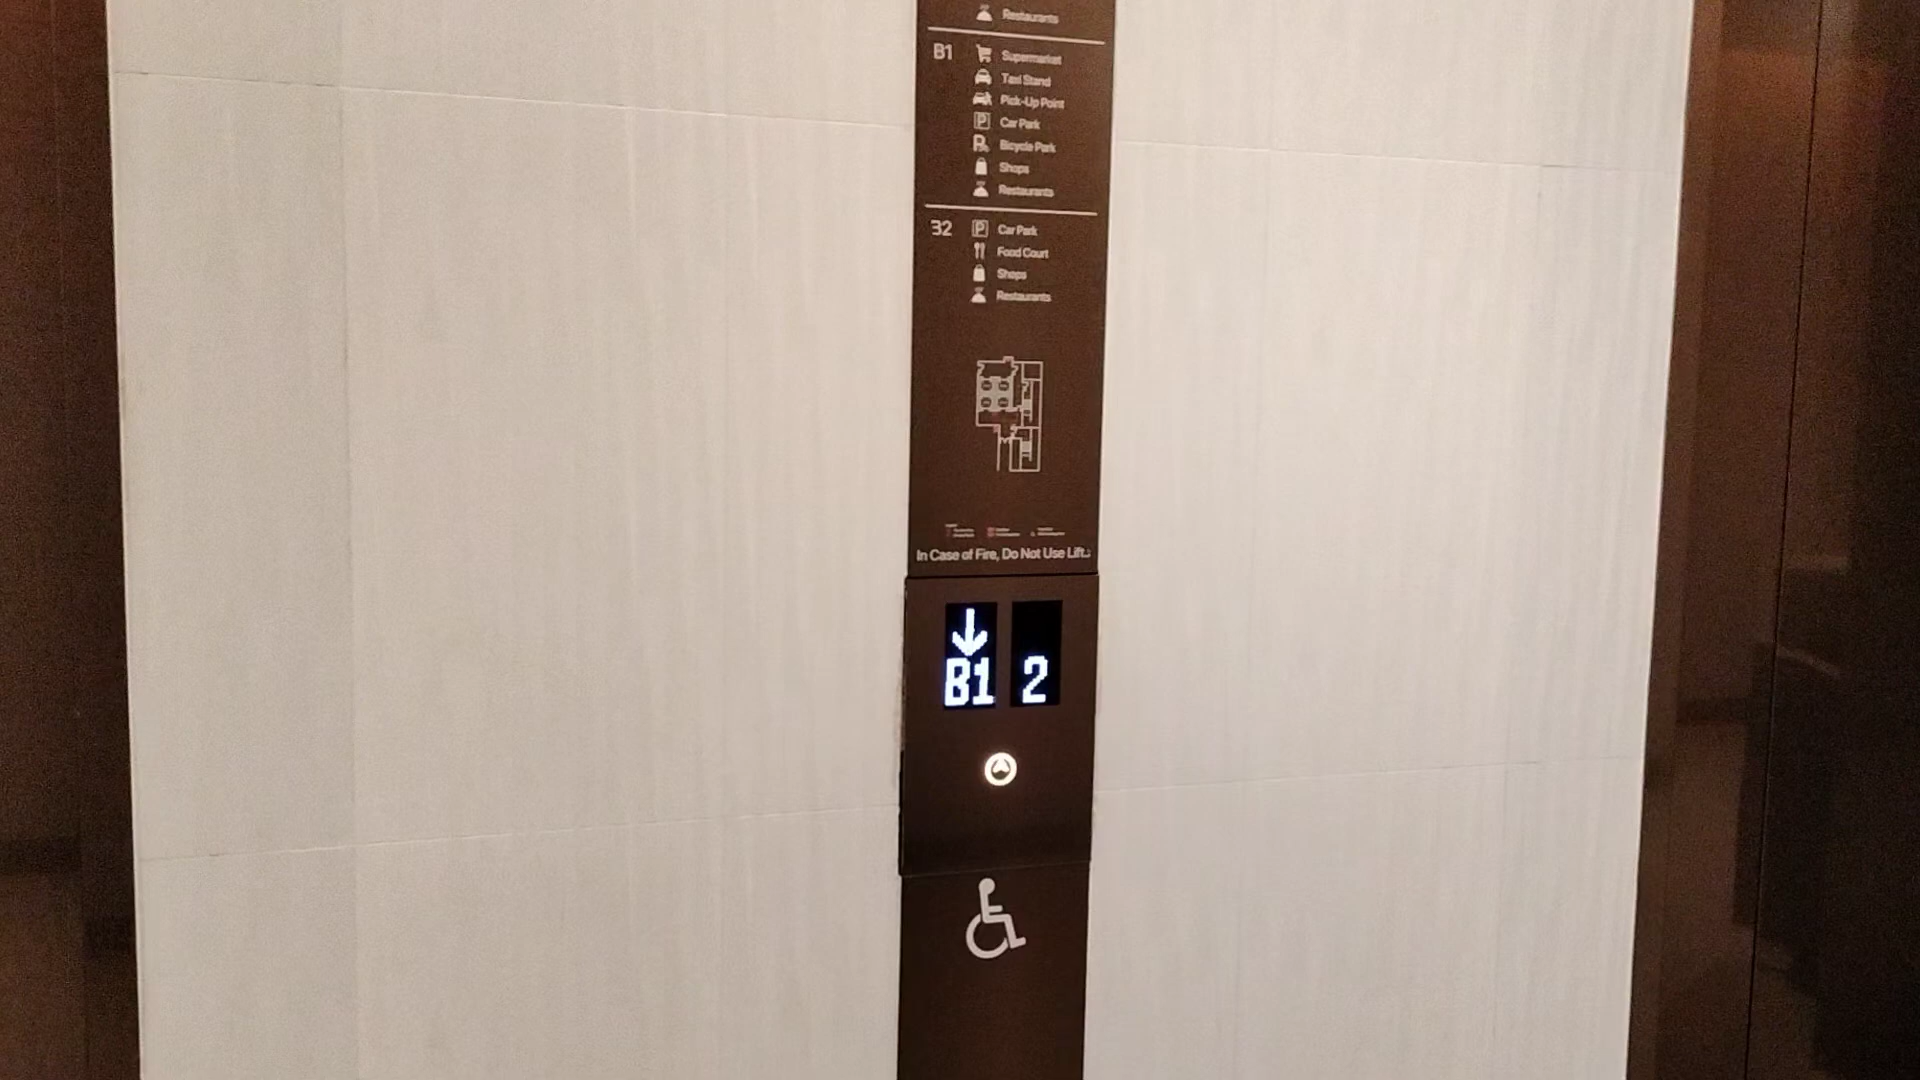 Restaurants
B1
Supermarket
Taxi Stand
Pick-Up Point
P Car Park
Bicycle Park
Shops
Restaurants
B2
P Car Park
Food Court
Shops
Restaurants
In Case of Fire, Do Not Use Lift.
B1 2